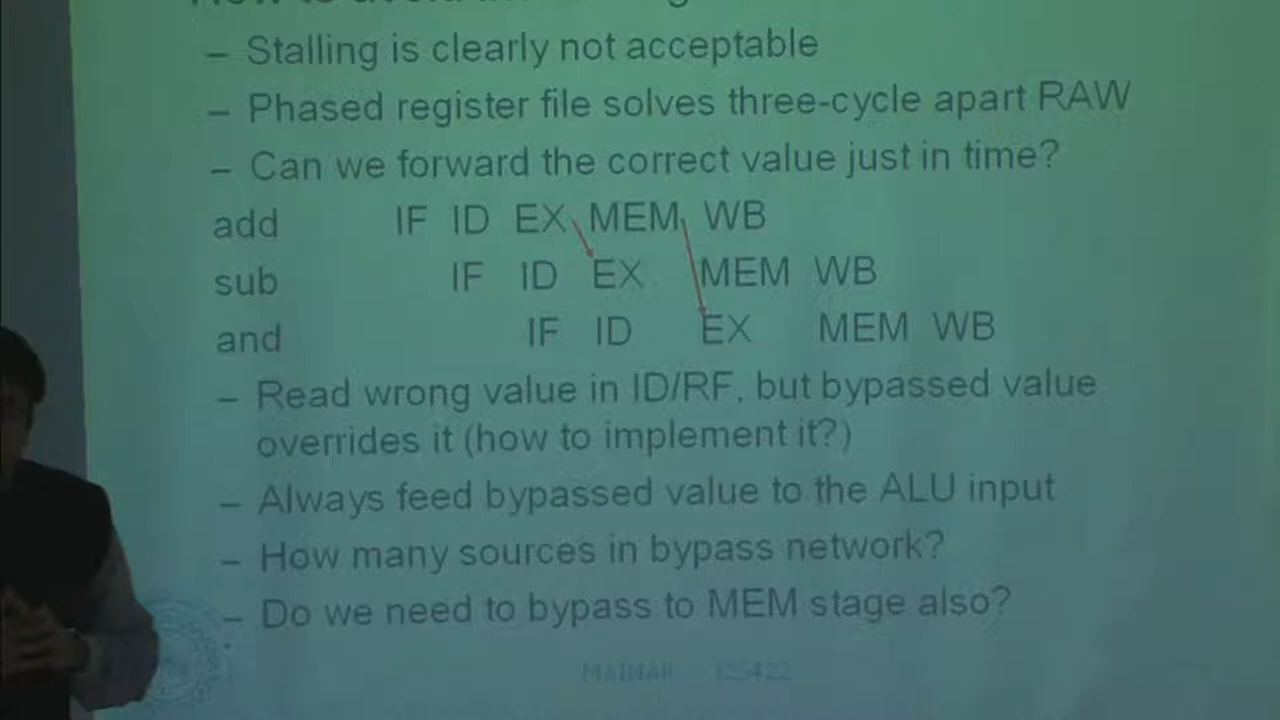 – Stalling is clearly not acceptable
– Phased register file solves three-cycle apart RAW
– Can we forward the correct value just in time?
add IF ID EX MEM WB
sub IF ID EX MEM WB
and IF ID EX MEM WB
– Read wrong value in ID/RF, but bypassed value
overrides it (how to implement it?)
– Always feed bypassed value to the ALU input
– How many sources in bypass network?
– Do we need to bypass to MEM stage also?